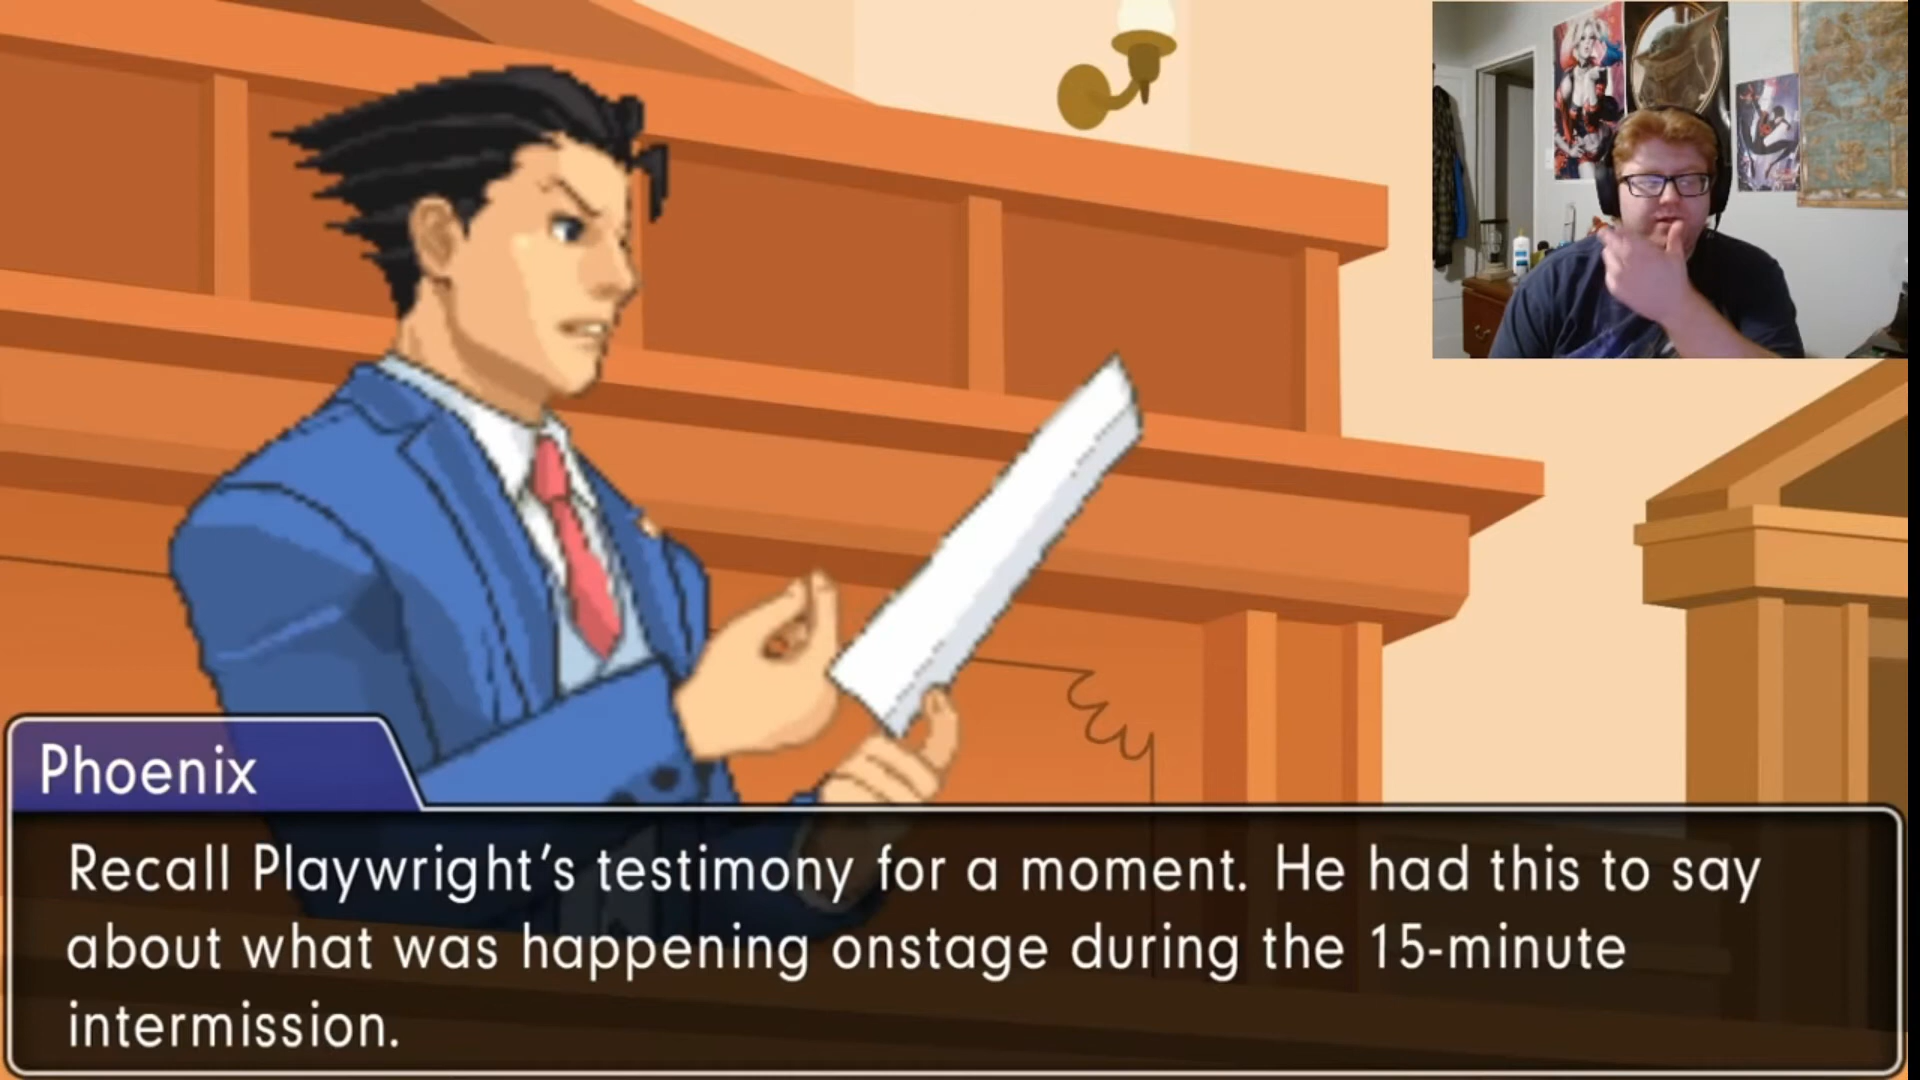 Phoenix
Recall Playwright's testimony for a moment. He had this to say
about what was happening onstage during the 15-minute
intermission.